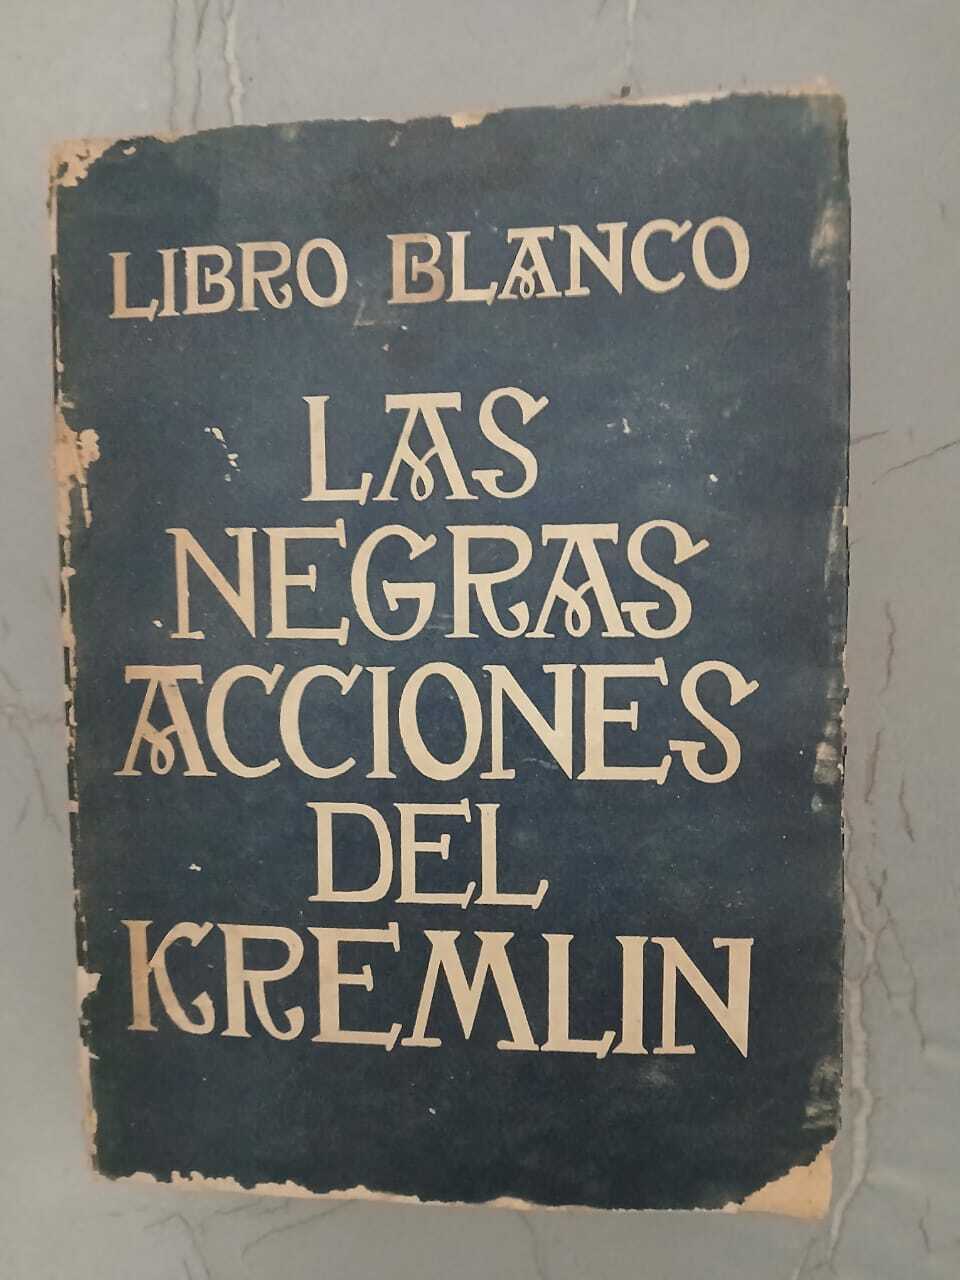 LIBRO BLANCO
LAS
NEGRAS
ACCIONES
DEL
KREMLIN